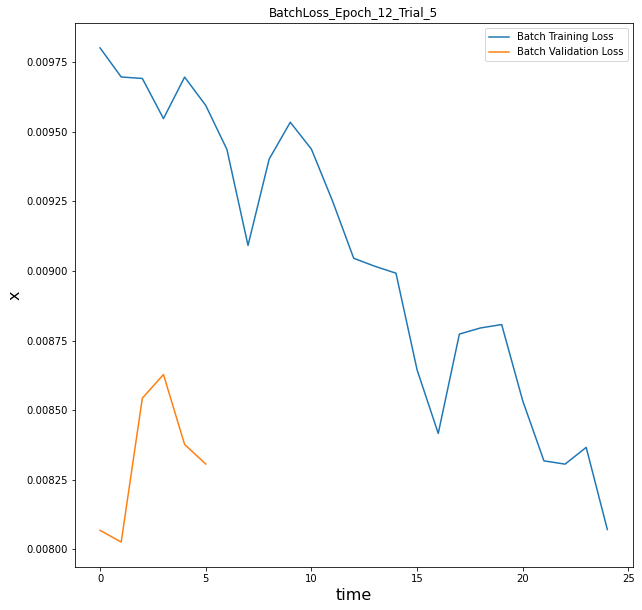 BatchLoss_Epoch_12_Trial_5
Batch Training Loss
Batch Validation Loss
0.00975
0.00950
0.00925
0.00900
0.00875
0.00850
0.00825
0.00800
x
0 5 10 15 20 25
time